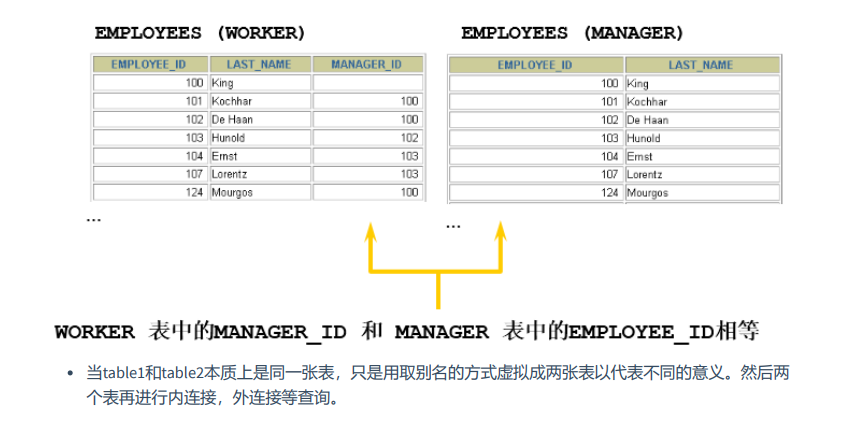 EMPLOYEES (WORKER)
EMPLOYEES (MANAGER)
EMPLOYEE_ID LAST_NAME MANAGER_ID
100 King
101 Kochhar 100
102 De Haan 100
103 Hunold 102
104 Ernst 103
107 Lorentz 103
124 Mourgos 100
...
EMPLOYEE_ID LAST_NAME
100 King
101 Kochhar
102 De Haan
103 Hunold
104 Ernst
107 Lorentz
124 Mourgos
...
WORKER 表中的MANAGER_ID 和 MANAGER 表中的EMPLOYEE_ID相等
• 当table1和table2本质上是同一张表，只是用取别名的方式虚拟成两张表以代表不同的意义。然后两
个表再进行内连接，外连接等查询。